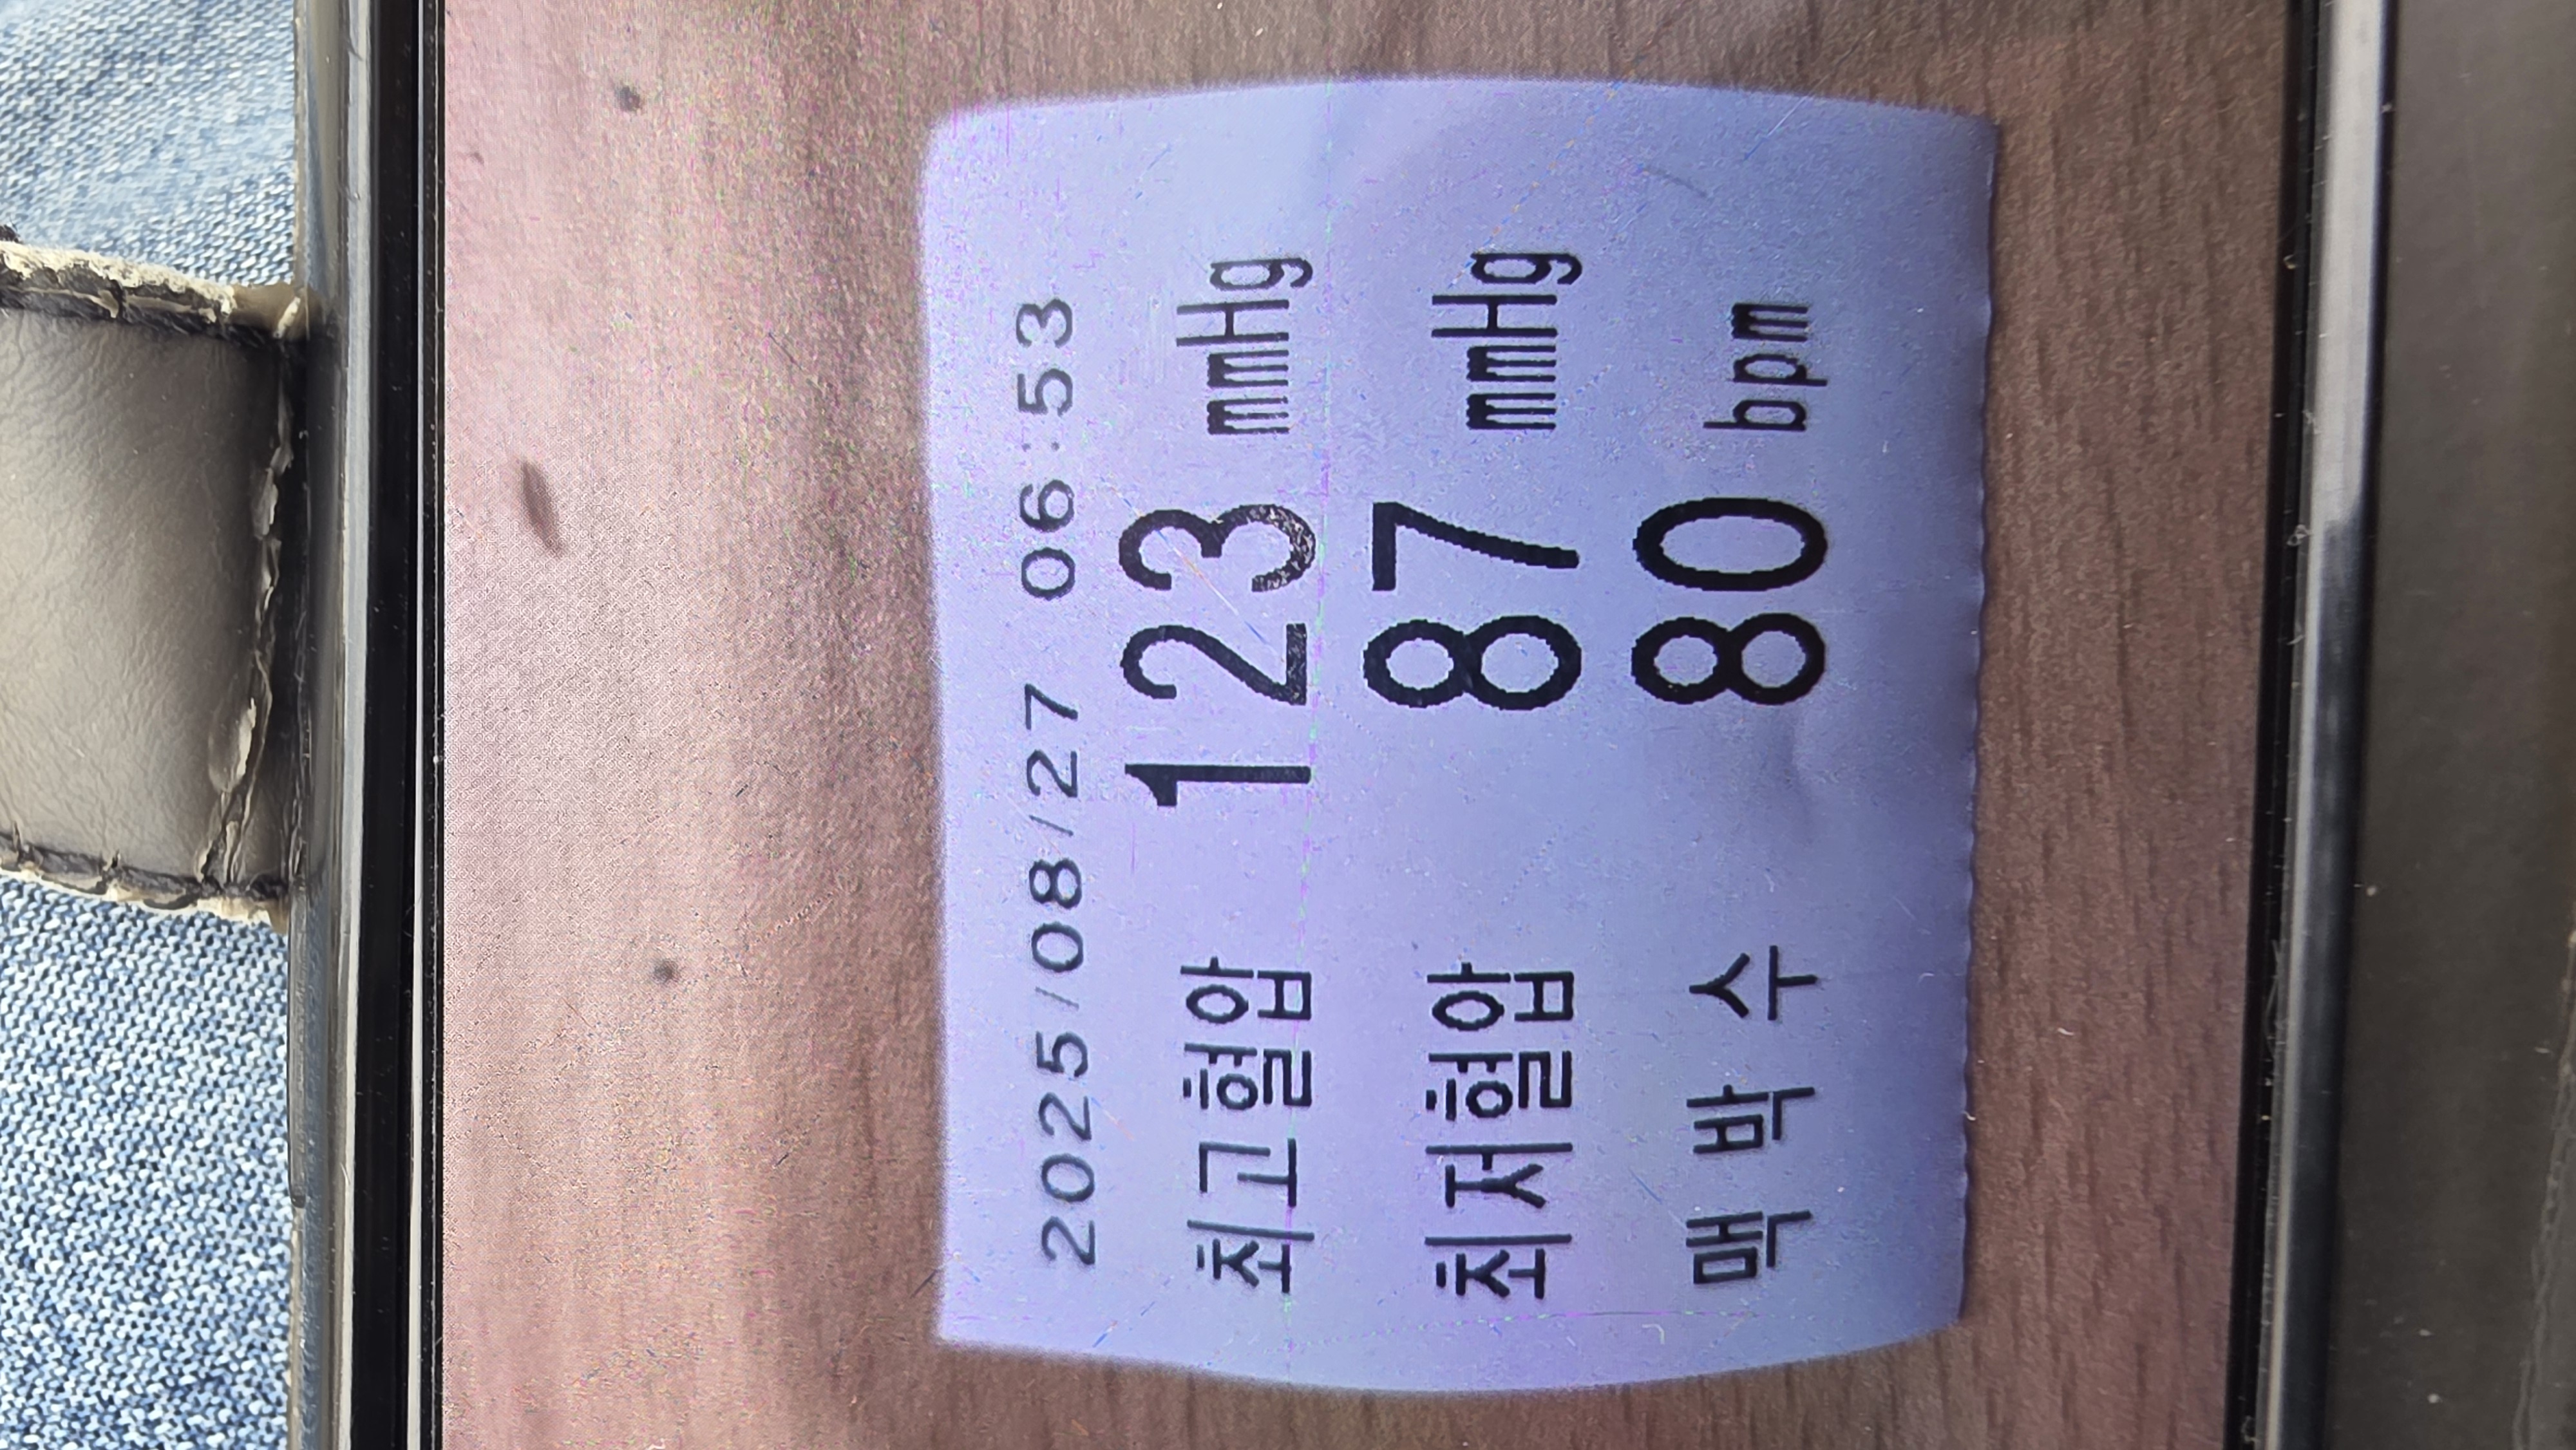 2025/08/27 06:53
최고혈압 123 mmHg
최저혈압 87 mmHg
맥 박 수 80 bpm